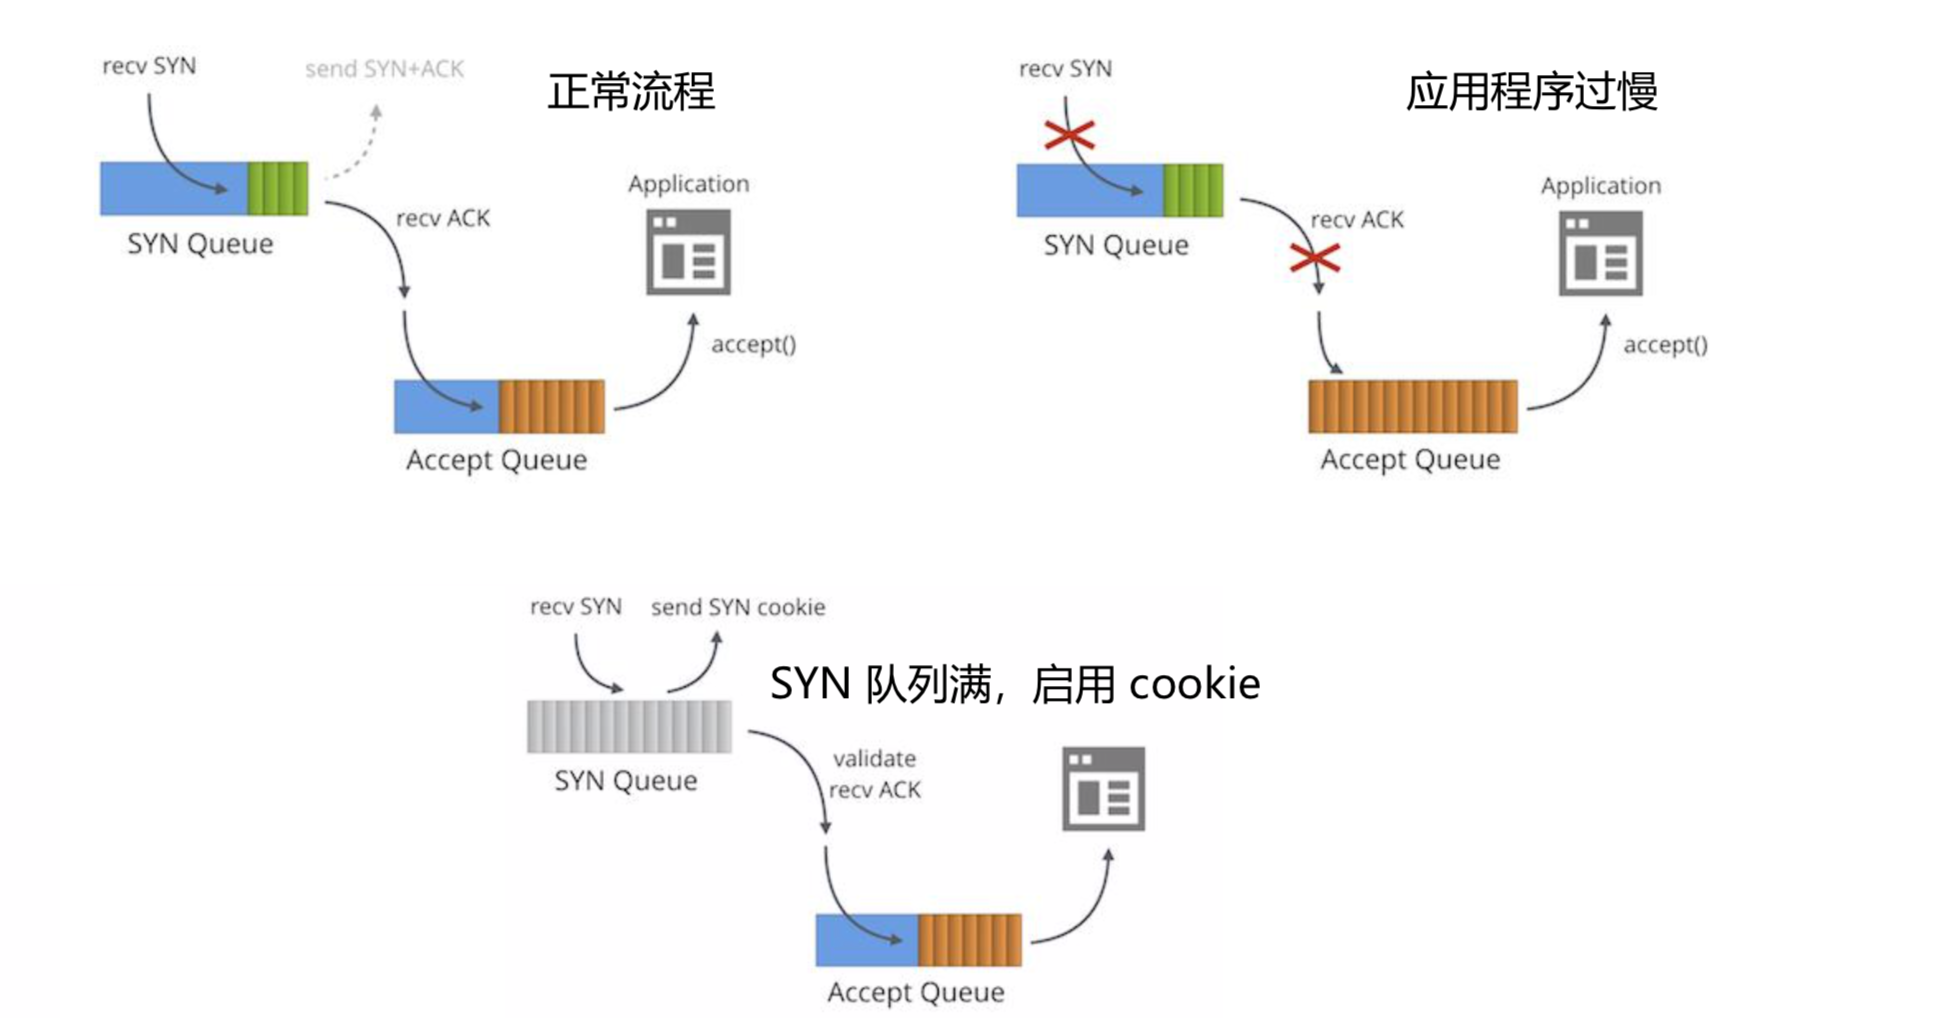 recv SYN
send SYN+ACK
正常流程
SYN Queue
recv ACK
Application
accept()
Accept Queue
recv SYN
应用程序过慢
SYN Queue
recv ACK
Application
accept()
Accept Queue
recv SYN
send SYN cookie
SYN 队列满，启用 cookie
SYN Queue
validate
recv ACK
Accept Queue